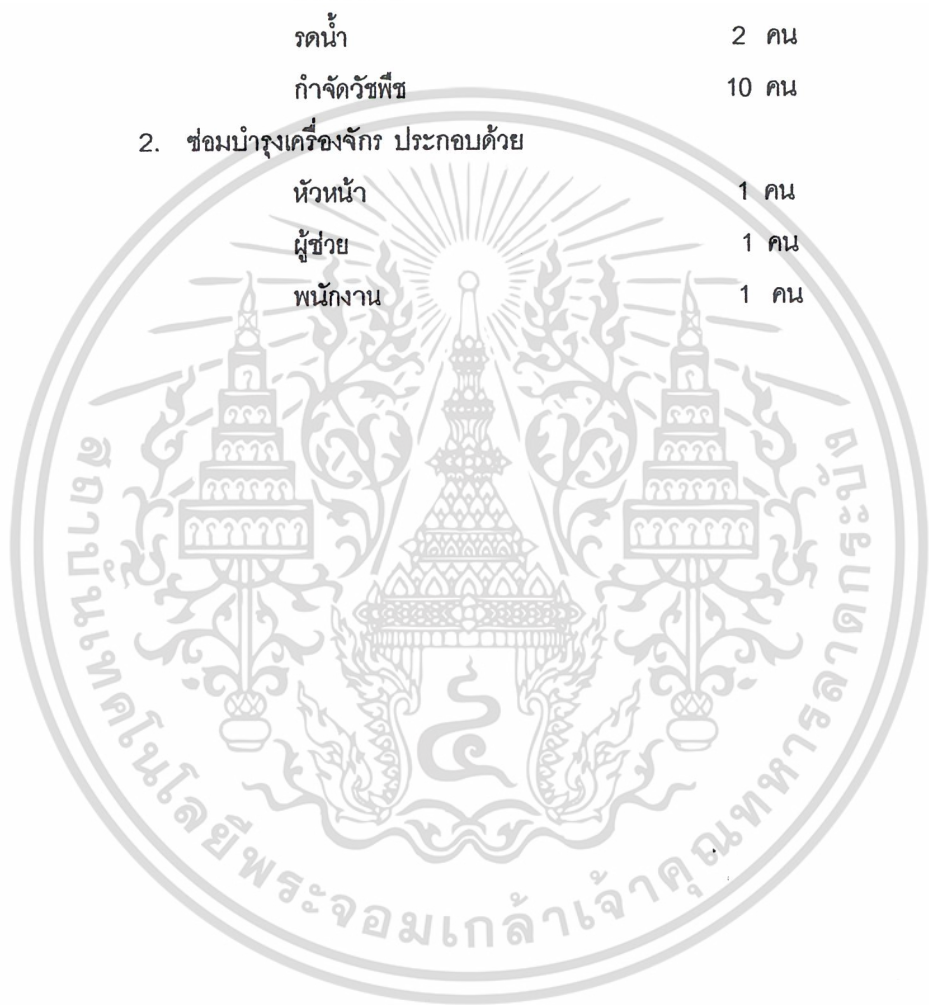 รดน้ำ 2 คน
กำจัดวัชพืช 10 คน
2. ซ่อมบำรุงเครื่องจักร ประกอบด้วย
หัวหน้า 1 คน
ผู้ช่วย 1 คน
พนักงาน 1 คน
สถาบันเทคโนโลยีพระจอมเกล้าเจ้าคุณทหารลาดกระบัง
๔